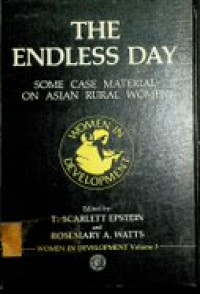 THE
ENDLESS DAY
SOME CASE MATERIAL
ON ASIAN RURAL WOMEN
WOMEN IN
DEVELOPMENT
Edited by
T. SCARLETT EPSTEIN
and
ROSEMARY A. WATTS
WOMEN IN DEVELOPMENT Volume 3